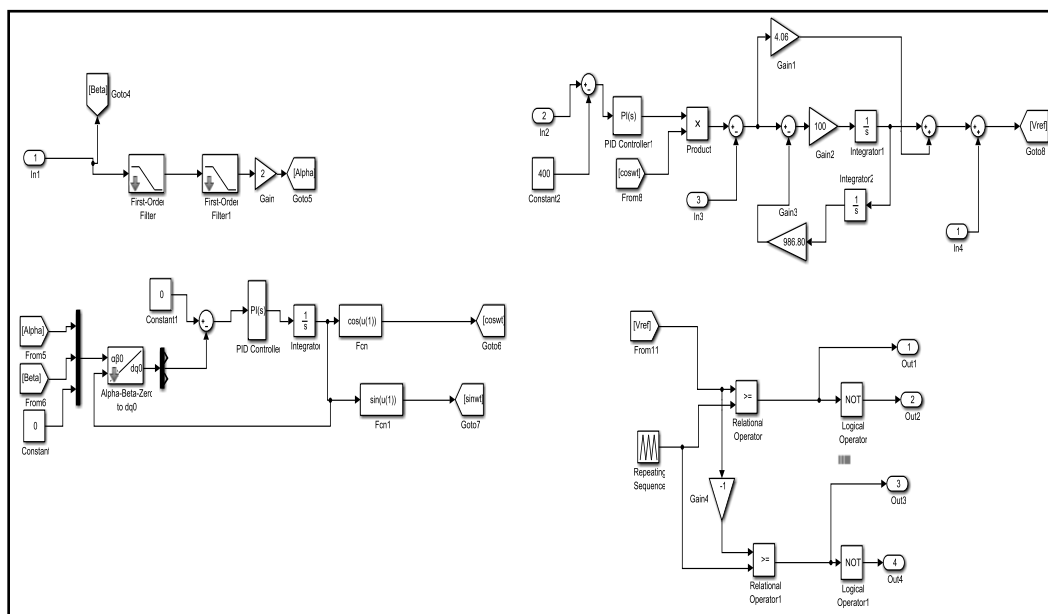 [Beta]
Goto4
1
In1
First-Order
Filter
First-Order
Filter1
2
Gain
[Alpha]
Goto5
2
In2
+
-
400
Constant2
PI(s)
PID Controller1
[coswt]
From8
x
Product
3
In3
+
-
4.06
Gain1
+
-
100
Gain2
1
s
Integrator1
Integrator2
1
s
Gain3
986.80
+
+
1
In4
+
+
[Vref]
Goto8
[Alpha]
From5
[Beta]
From6
0
Constant
αβ0
dq0
Alpha-Beta-Zero
to dq0
0
Constant1
+
-
PI(s)
PID Controller
1
s
Integrator
cos(u(1))
Fcn
[coswt]
Goto6
sin(u(1))
Fcn1
[sinwt]
Goto7
[Vref]
From11
Repeating
Sequence
-1
Gain4
>=
Relational
Operator
NOT
Logical
Operator
1
Out1
2
Out2
>=
Relational
Operator1
NOT
Logical
Operator1
3
Out3
4
Out4